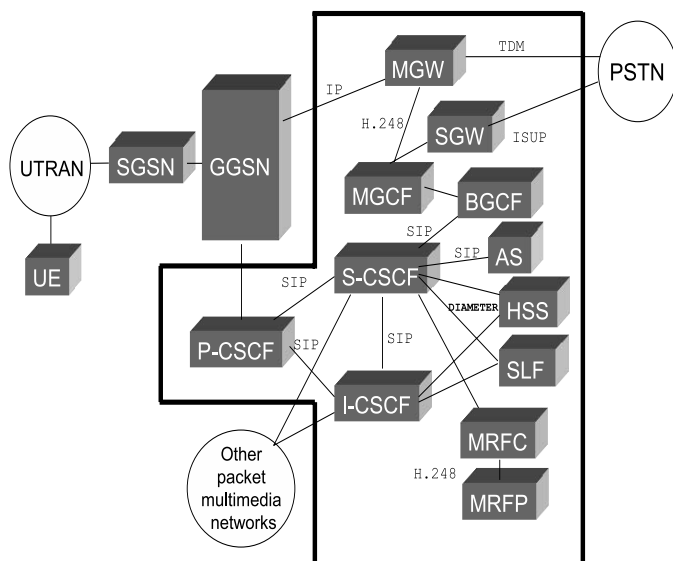 TDM
MGW
PSTN
IP
H.248
SGW
ISUP
SGSN
GGSN
UTRAN
MGCF
BGCF
SIP
SIP
AS
UE
SIP
S-CSCF
DIAMETER
HSS
P-CSCF
SIP
SIP
SLF
I-CSCF
MRFC
Other
packet
multimedia
networks
H.248
MRFP